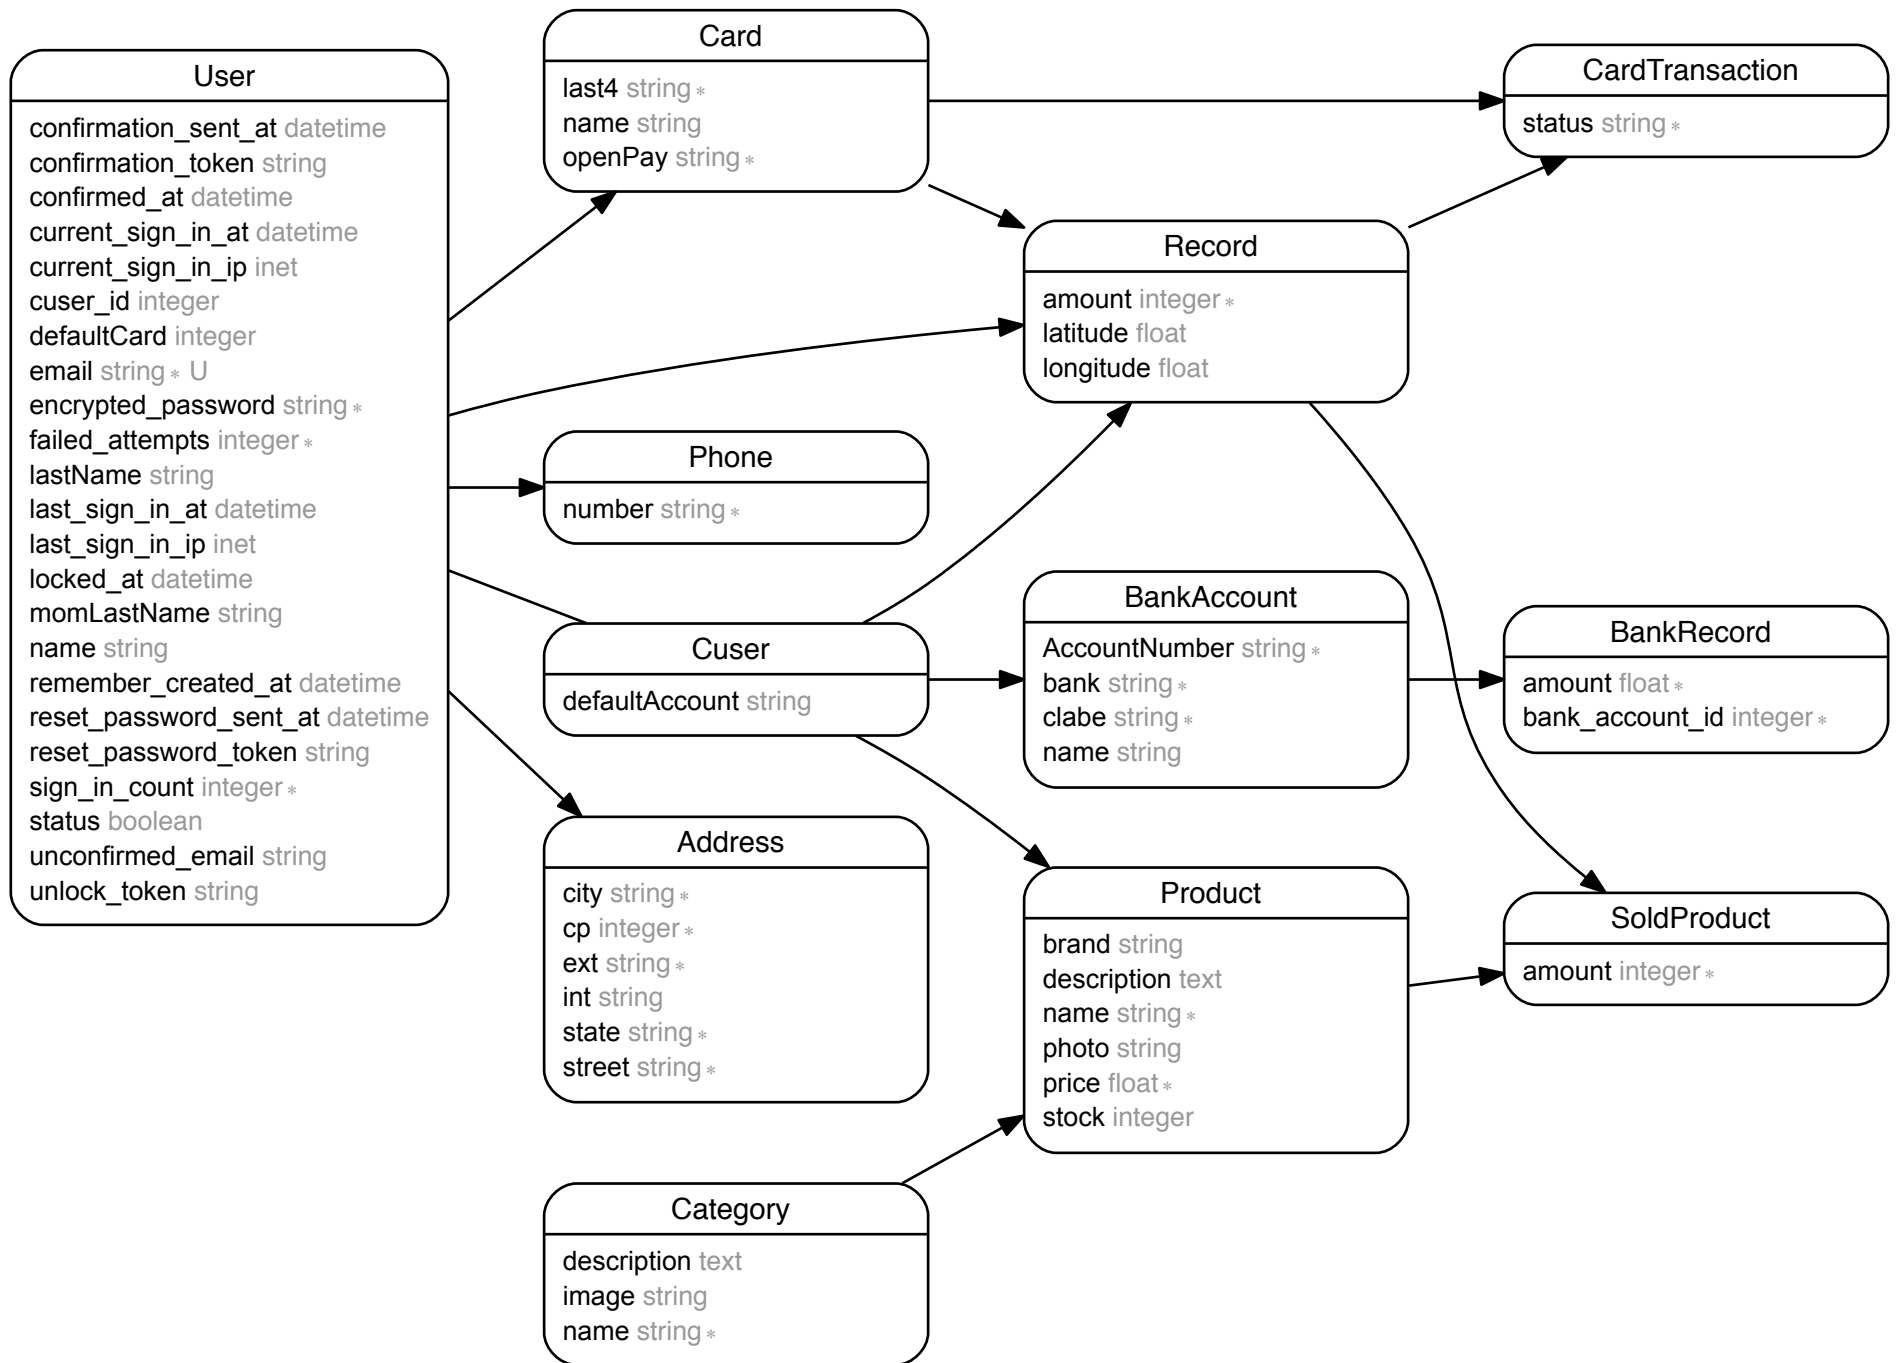 User
confirmation_sent_at datetime
confirmation_token string
confirmed_at datetime
current_sign_in_at datetime
current_sign_in_ip inet
cuser_id integer
defaultCard integer
email string * U
encrypted_password string *
failed_attempts integer *
lastName string
last_sign_in_at datetime
last_sign_in_ip inet
locked_at datetime
momLastName string
name string
remember_created_at datetime
reset_password_sent_at datetime
reset_password_token string
sign_in_count integer *
status boolean
unconfirmed_email string
unlock_token string
Card
last4 string *
name string
openPay string *
Phone
number string *
Cuser
defaultAccount string
Address
city string *
cp integer *
ext string *
int string
state string *
street string *
Category
description text
image string
name string *
Record
amount integer *
latitude float
longitude float
BankAccount
AccountNumber string *
bank string *
clabe string *
name string
Product
brand string
description text
name string *
photo string
price float *
stock integer
CardTransaction
status string *
BankRecord
amount float *
bank_account_id integer *
SoldProduct
amount integer *